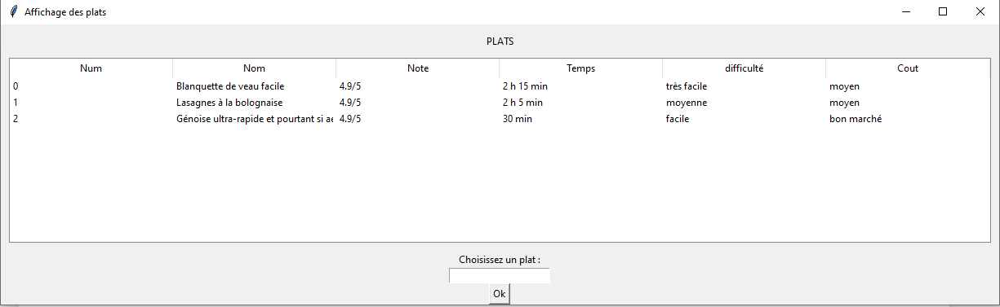 Affichage des plats
PLATS
Num Nom Note Temps difficulté Cout
0 Blanquette de veau facile 4.9/5 2 h 15 min très facile moyen
1 Lasagnes à la bolognaise 4.9/5 2 h 5 min moyenne moyen
2 Génoise ultra-rapide et pourtant si ae 4.9/5 30 min facile bon marché
Choisissez un plat :
Ok